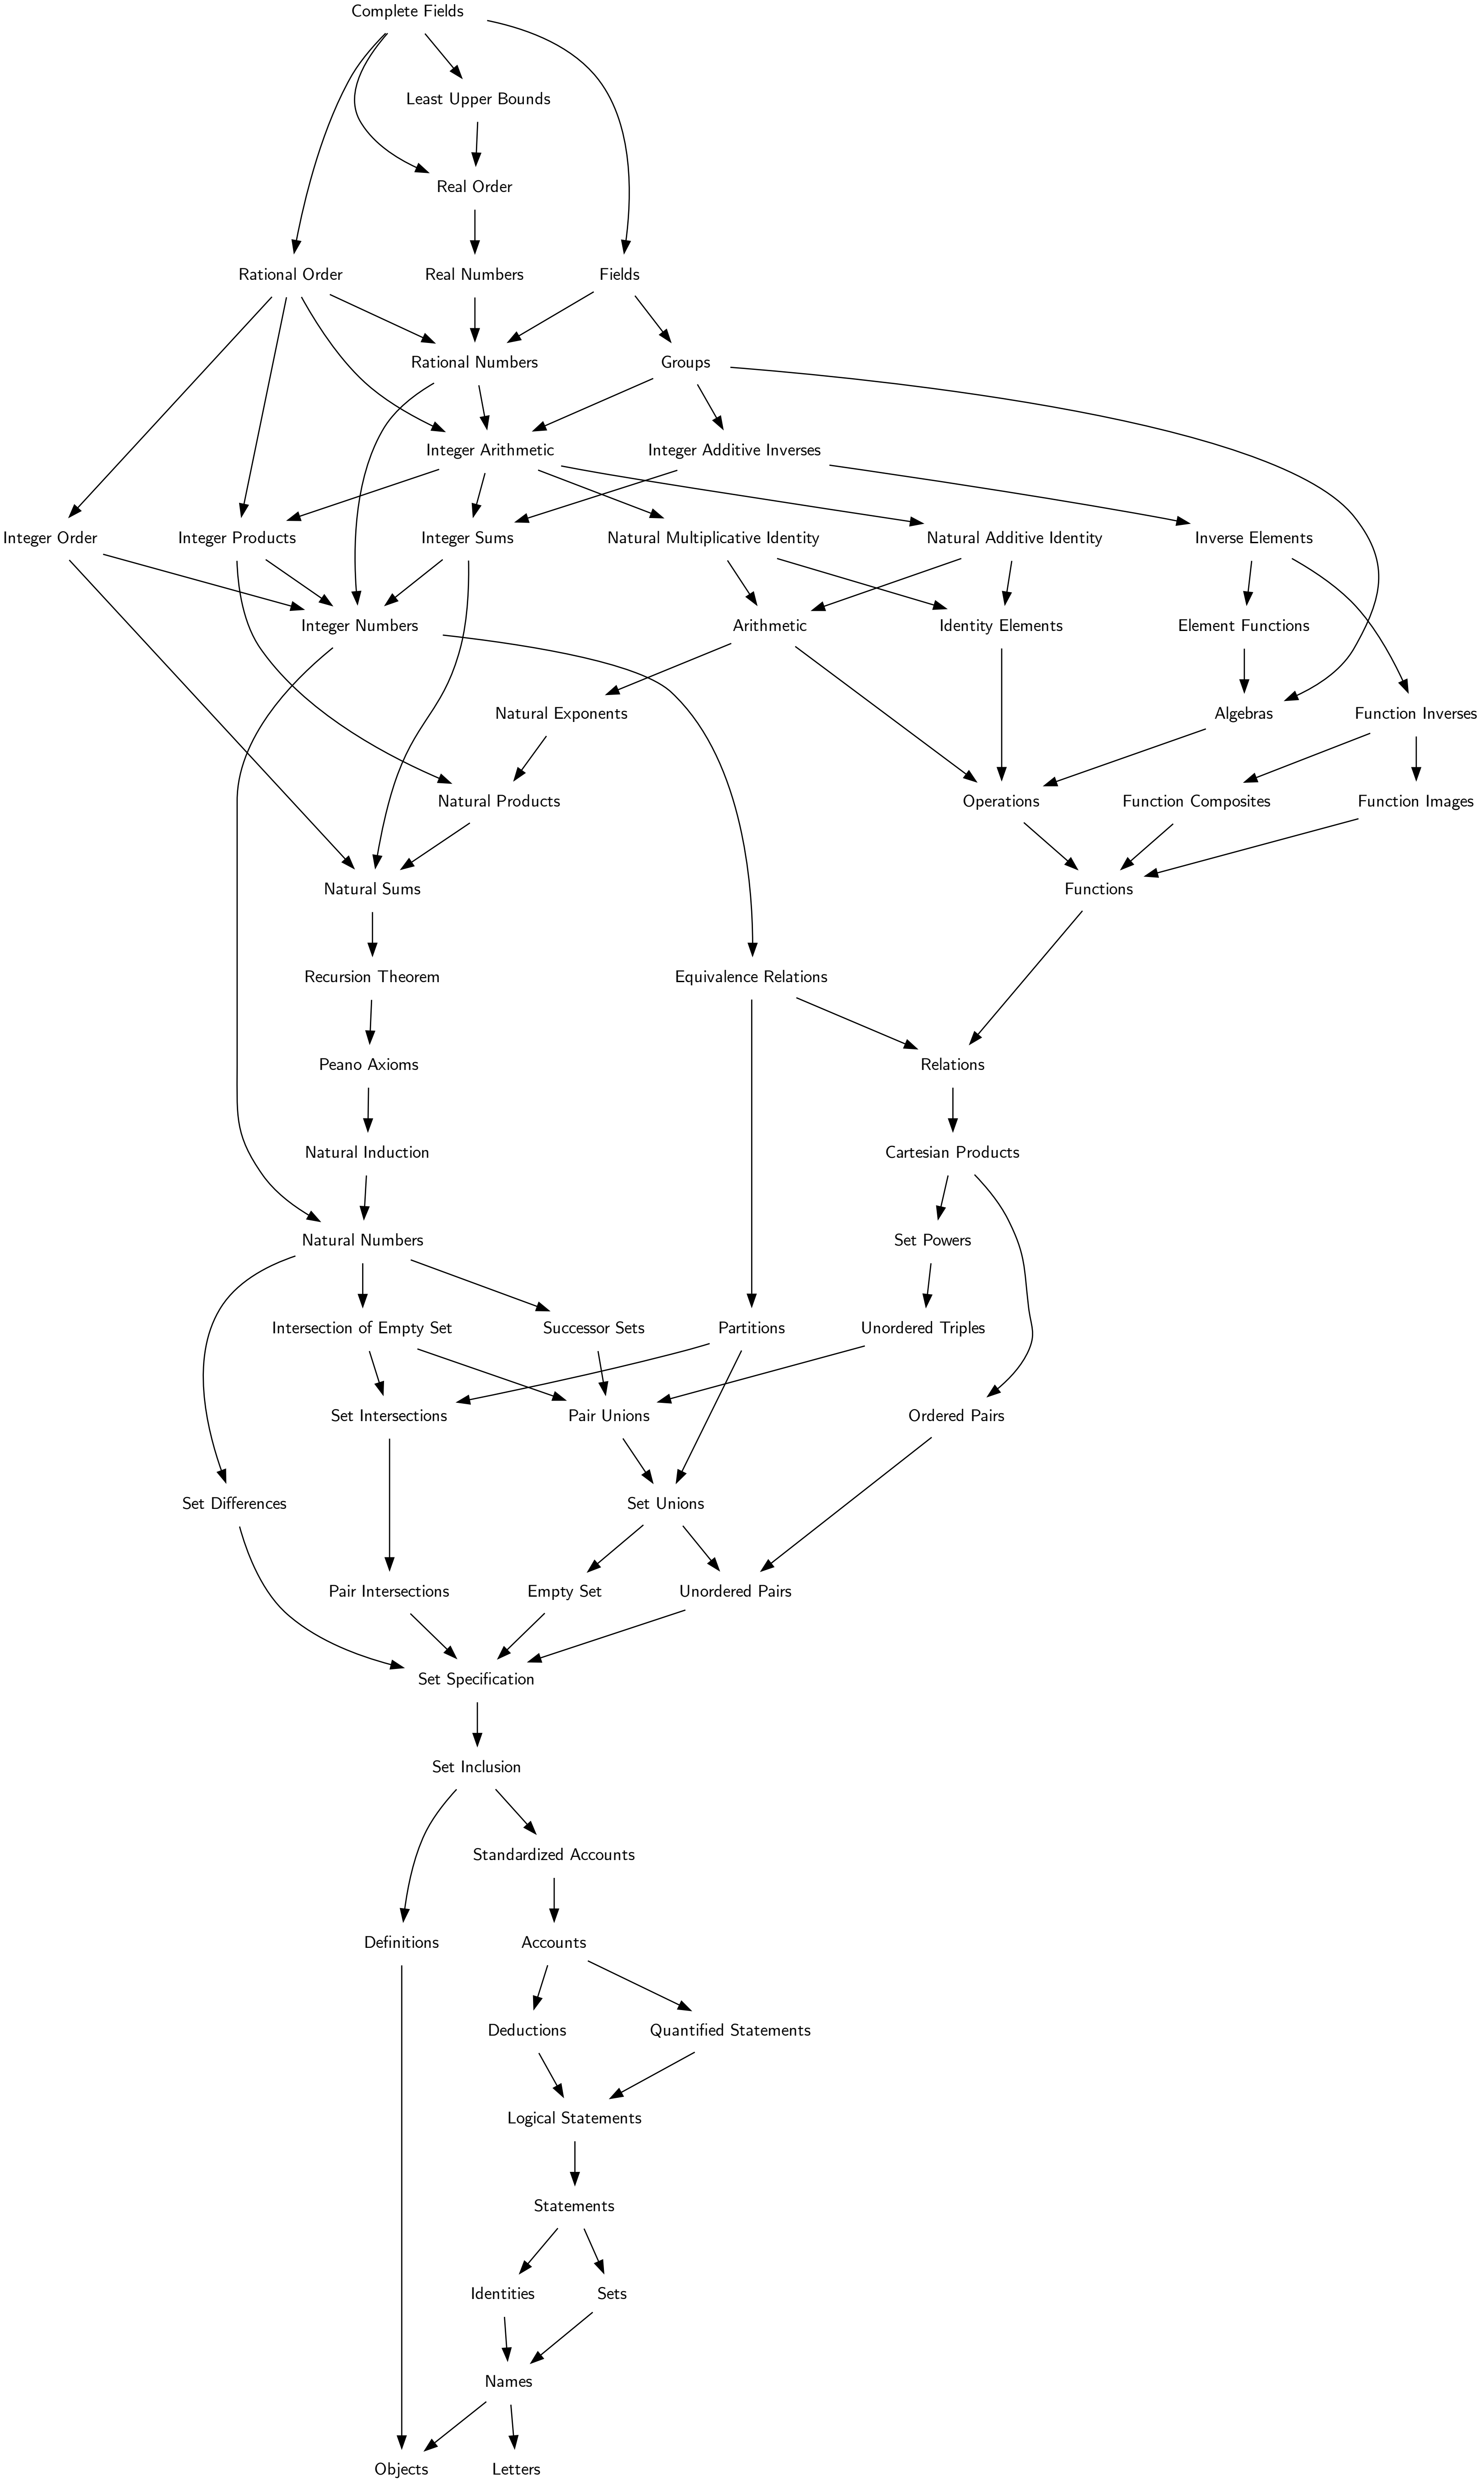 Complete Fields
Least Upper Bounds
Real Order
Rational Order
Real Numbers
Fields
Rational Numbers
Groups
Integer Arithmetic
Integer Additive Inverses
Integer Order
Integer Products
Integer Sums
Natural Multiplicative Identity
Natural Additive Identity
Inverse Elements
Integer Numbers
Arithmetic
Identity Elements
Element Functions
Natural Exponents
Algebras
Function Inverses
Natural Products
Operations
Function Composites
Function Images
Natural Sums
Functions
Recursion Theorem
Equivalence Relations
Peano Axioms
Relations
Natural Induction
Cartesian Products
Natural Numbers
Set Powers
Intersection of Empty Set
Successor Sets
Partitions
Unordered Triples
Set Intersections
Pair Unions
Ordered Pairs
Set Differences
Set Unions
Pair Intersections
Empty Set
Unordered Pairs
Set Specification
Set Inclusion
Standardized Accounts
Definitions
Accounts
Deductions
Quantified Statements
Logical Statements
Statements
Identities
Sets
Names
Objects
Letters